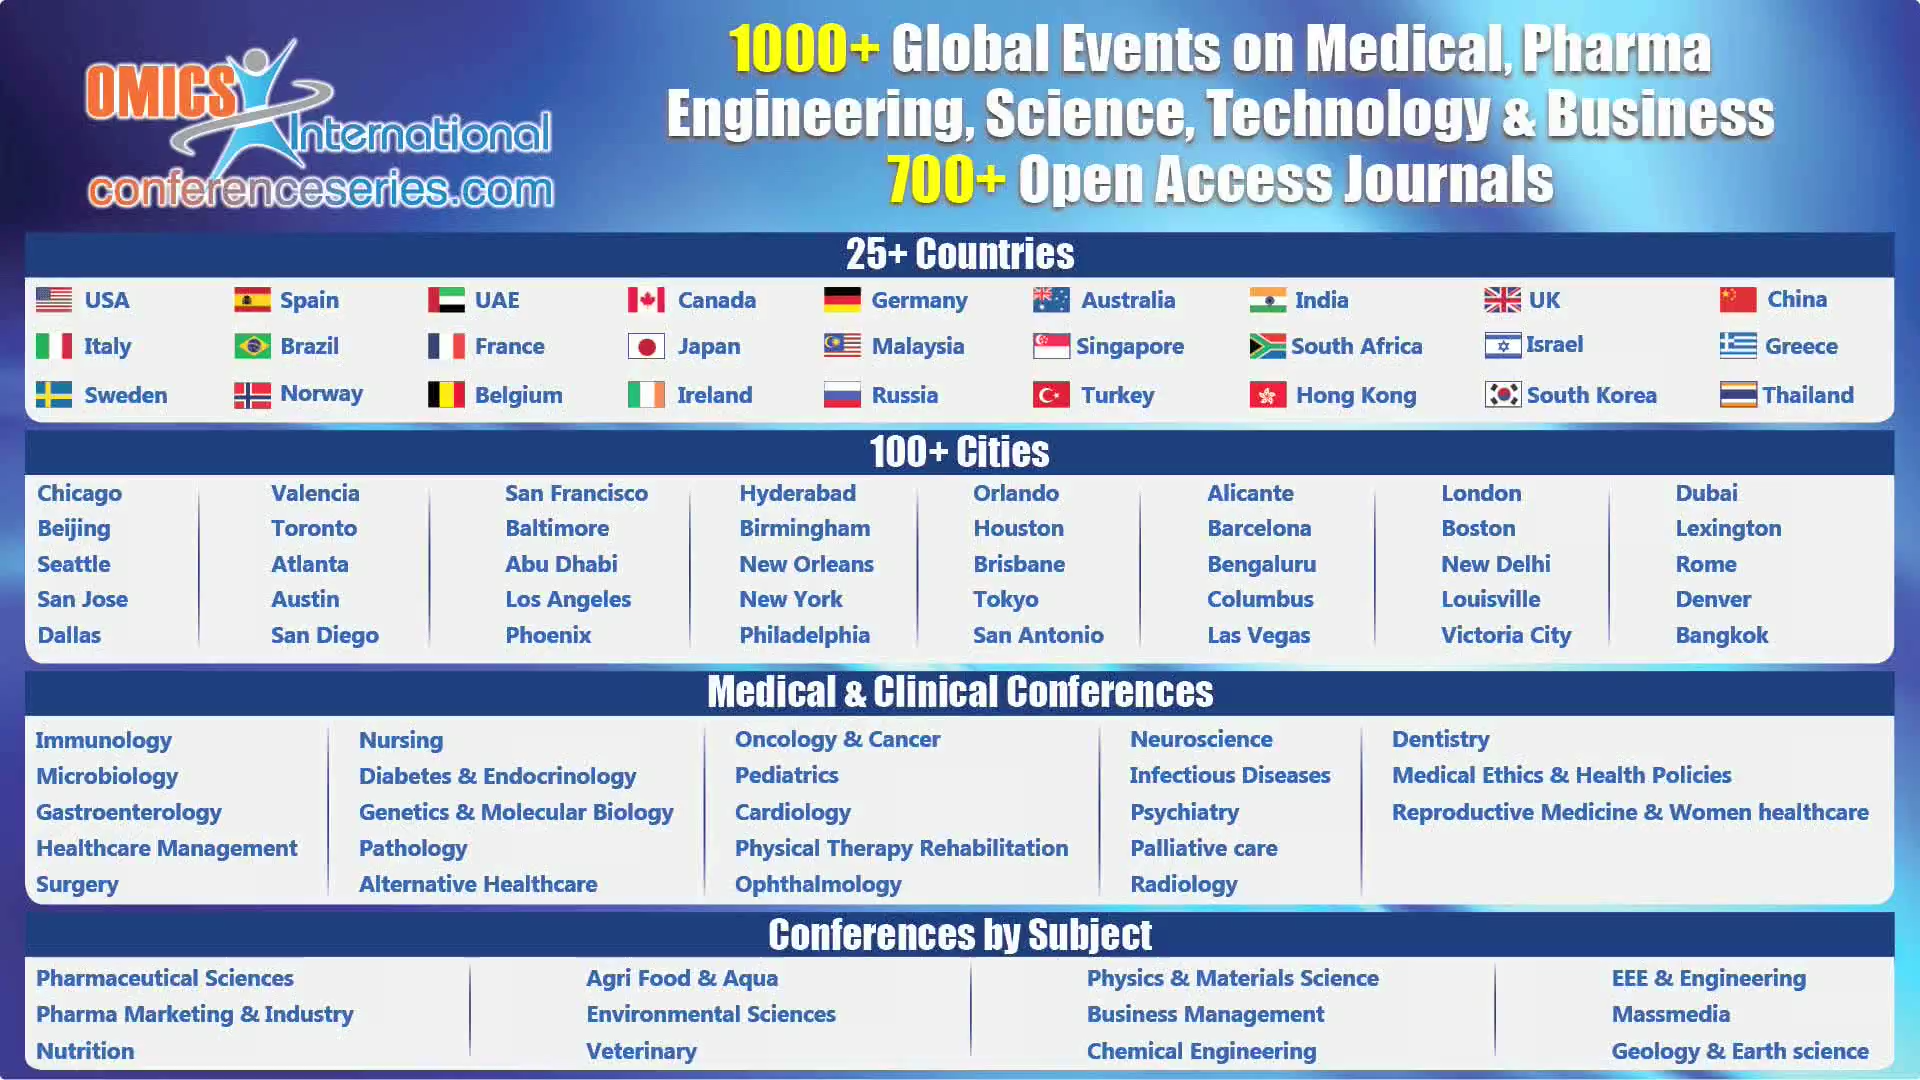 OMICS
International
conferenceseries.com
1000+ Global Events on Medical, Pharma
Engineering, Science, Technology & Business
700+ Open Access Journals
25+ Countries
USA Spain UAE Canada Germany Australia India UK China
Italy Brazil France Japan Malaysia Singapore South Africa Israel Greece
Sweden Norway Belgium Ireland Russia Turkey Hong Kong South Korea Thailand
100+ Cities
Chicago Valencia San Francisco Hyderabad Orlando Alicante London Dubai
Beijing Toronto Baltimore Birmingham Houston Barcelona Boston Lexington
Seattle Atlanta Abu Dhabi New Orleans Brisbane Bengaluru New Delhi Rome
San Jose Austin Los Angeles New York Tokyo Columbus Louisville Denver
Dallas San Diego Phoenix Philadelphia San Antonio Las Vegas Victoria City Bangkok
Medical & Clinical Conferences
Immunology Nursing Oncology & Cancer Neuroscience Dentistry
Microbiology Diabetes & Endocrinology Pediatrics Infectious Diseases Medical Ethics & Health Policies
Gastroenterology Genetics & Molecular Biology Cardiology Psychiatry Reproductive Medicine & Women healthcare
Healthcare Management Pathology Physical Therapy Rehabilitation Palliative care
Surgery Alternative Healthcare Ophthalmology Radiology
Conferences by Subject
Pharmaceutical Sciences Agri Food & Aqua Physics & Materials Science EEE & Engineering
Pharma Marketing & Industry Environmental Sciences Business Management Massmedia
Nutrition Veterinary Chemical Engineering Geology & Earth science